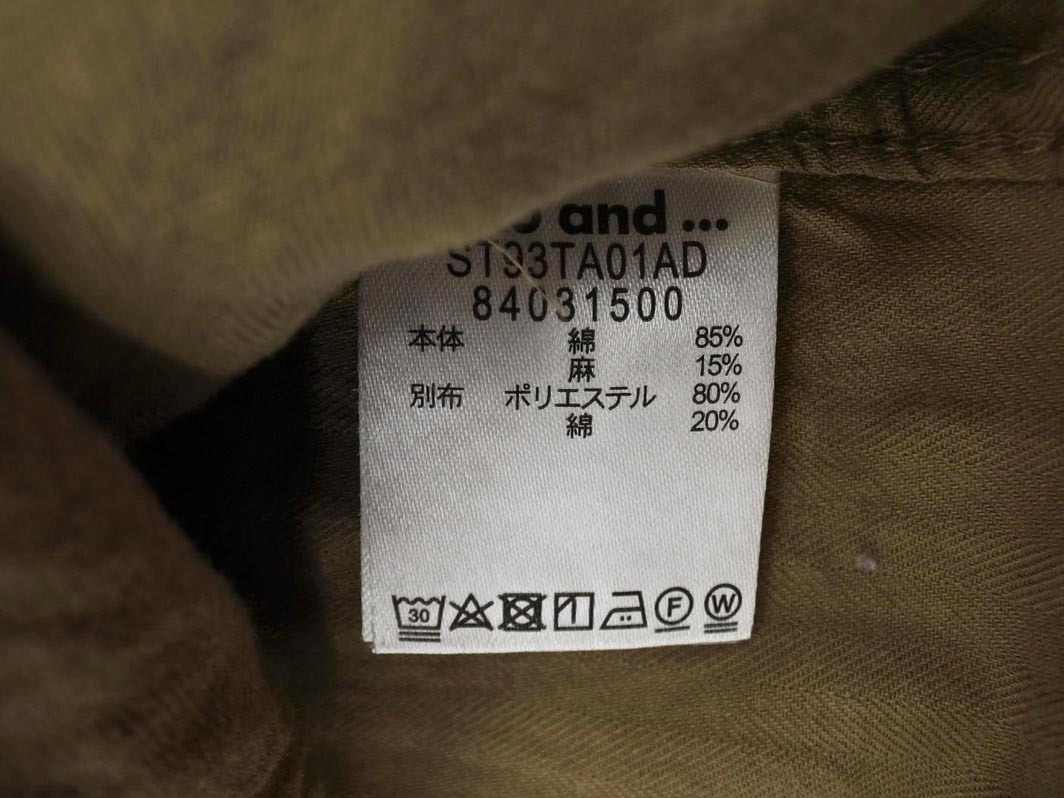 and ...
ST93TA01AD
84031500
本体 綿 85%
麻 15%
別布 ポリエステル 80%
綿 20%
30 F W